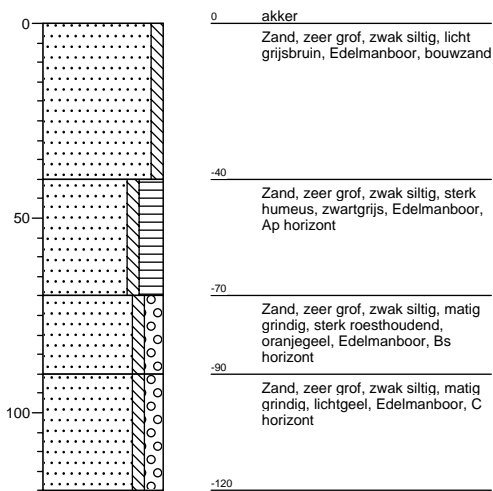 0
akker
0
Zand, zeer grof, zwak siltig, licht
grijsbruin, Edelmanboor, bouwzand
-40
Zand, zeer grof, zwak siltig, sterk
humeus, zwartgrijs, Edelmanboor,
Ap horizont
50
-70
Zand, zeer grof, zwak siltig, matig
grindig, sterk roesthoudend,
oranjegeel, Edelmanboor, Bs
horizont
-90
Zand, zeer grof, zwak siltig, matig
grindig, lichtgeel, Edelmanboor, C
horizont
100
-120